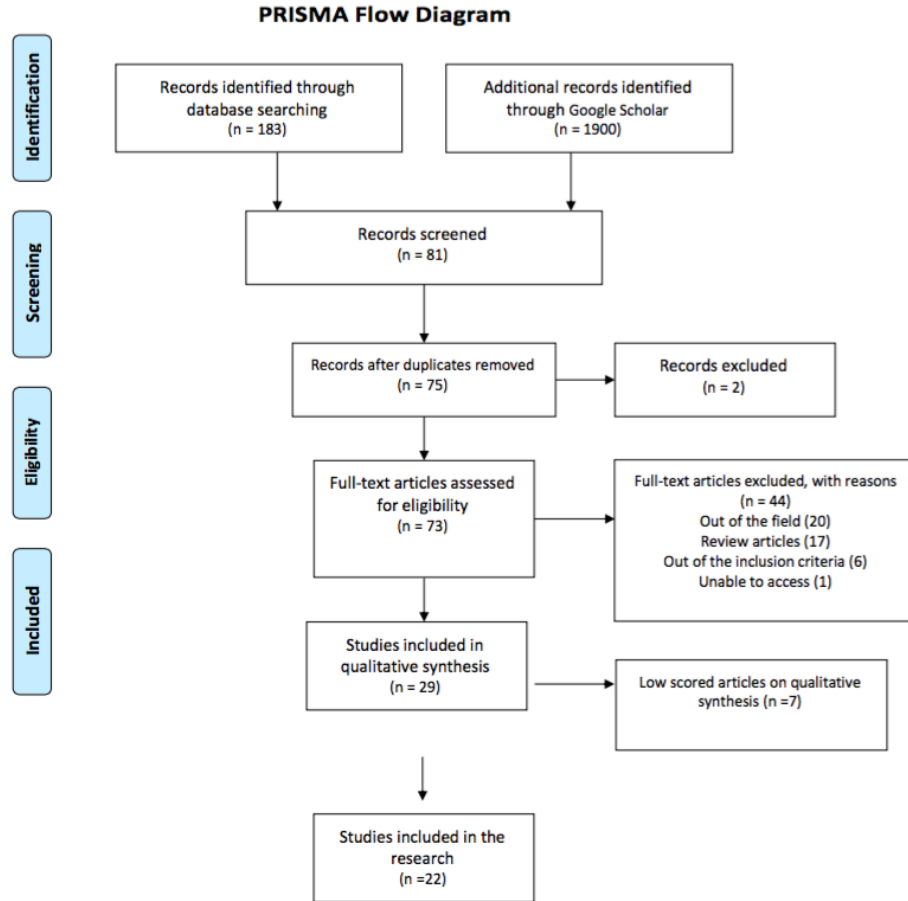 PRISMA Flow Diagram
Identification
Records identified through
database searching
(n = 183)
Additional records identified
through Google Scholar
(n = 1900)
Screening
Records screened
(n = 81)
Records after duplicates removed
(n = 75)
Records excluded
(n = 2)
Eligibility
Full-text articles assessed
for eligibility
(n = 73)
Full-text articles excluded, with reasons
(n = 44)
Out of the field (20)
Review articles (17)
Out of the inclusion criteria (6)
Unable to access (1)
Included
Studies included in
qualitative synthesis
(n = 29)
Low scored articles on qualitative
synthesis (n =7)
Studies included in the
research
(n =22)